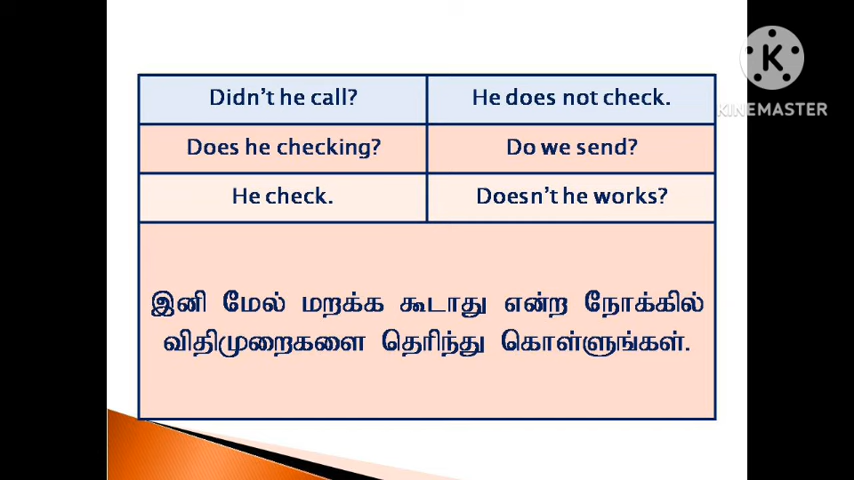 Didn't he call?
He does not check.
Does he checking?
Do we send?
He check.
Doesn't he works?
இனி மேல் மறக்க கூடாது என்ற நோக்கில்
விதிமுறைகளை தெரிந்து கொள்ளுங்கள்.
K
KINEMASTER